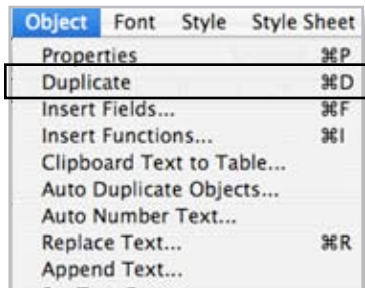 Object Font Style Style Sheet
Properties ⌘P
Duplicate ⌘D
Insert Fields... ⌘F
Insert Functions... ⌘I
Clipboard Text to Table...
Auto Duplicate Objects...
Auto Number Text...
Replace Text... ⌘R
Append Text...